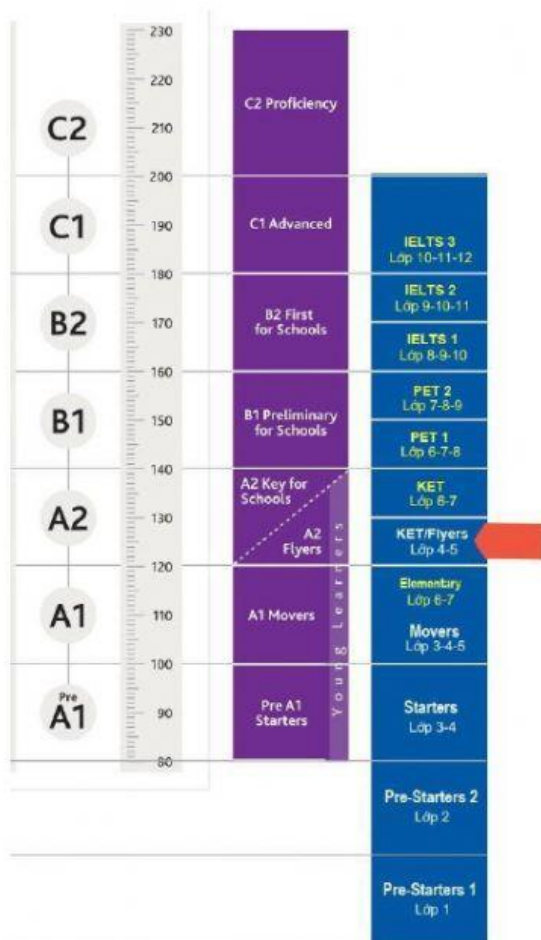 C2
C1
B2
B1
A2
A1
Pre
A1
230
220
210
200
190
180
170
160
150
140
130
120
110
100
90
80
C2 Proficiency
C1 Advanced
B2 First
for Schools
B1 Preliminary
for Schools
A2 Key for
Schools
A2
Flyers
A1 Movers
Pre A1
Starters
Young Learners
IELTS 3
Lớp 10-11-12
IELTS 2
Lớp 9-10-11
IELTS 1
Lớp 8-9-10
PET 2
Lớp 7-8-9
PET 1
Lớp 6-7-8
KET
Lớp 6-7
KET/Flyers
Lớp 4-5
Elementary
Lớp 6-7
Movers
Lớp 3-4-5
Starters
Lớp 3-4
Pre-Starters 2
Lớp 2
Pre-Starters 1
Lớp 1